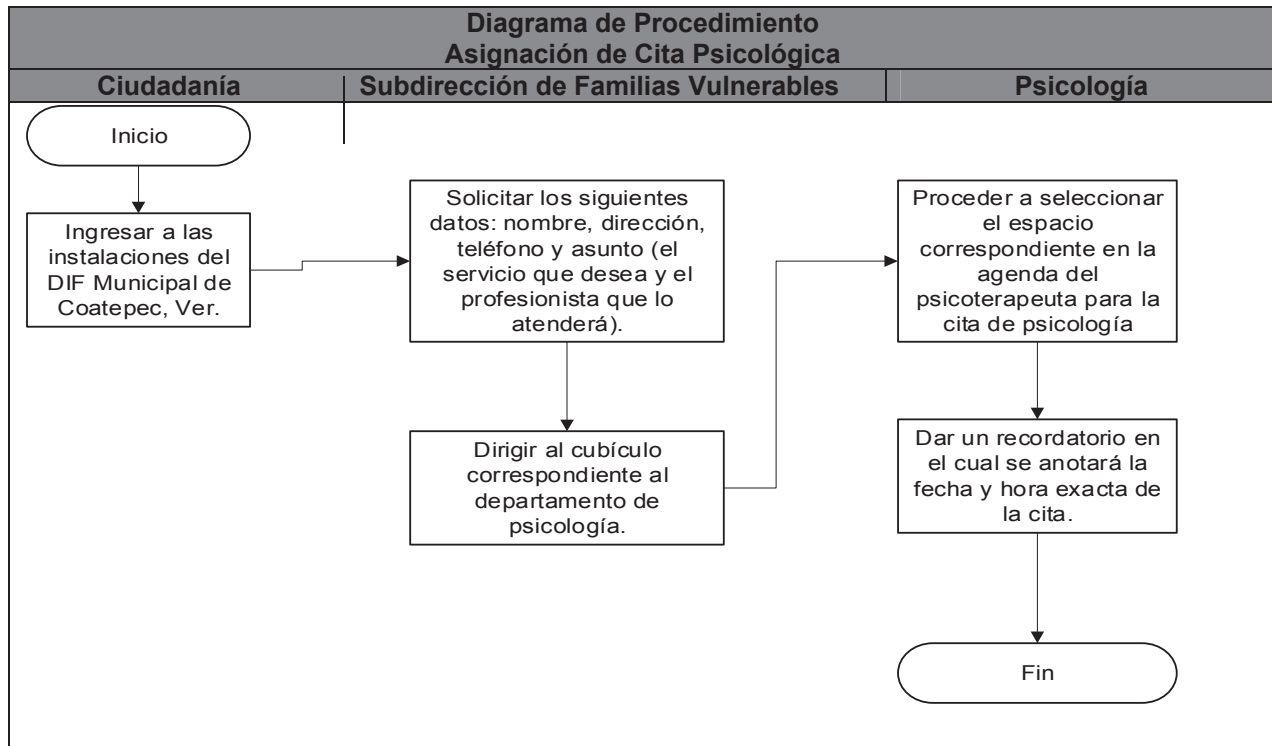 Diagrama de Procedimiento
Asignación de Cita Psicológica
Ciudadanía
Subdirección de Familias Vulnerables
Psicología
Inicio
Ingresar a las
instalaciones del
DIF Municipal de
Coatepec, Ver.
Solicitar los siguientes
datos: nombre, dirección,
teléfono y asunto (el
servicio que desea y el
profesionista que lo
atenderá).
Dirigir al cubículo
correspondiente al
departamento de
psicología.
Proceder a seleccionar
el espacio
correspondiente en la
agenda del
psicoterapeuta para la
cita de psicología
Dar un recordatorio en
el cual se anotará la
fecha y hora exacta de
la cita.
Fin